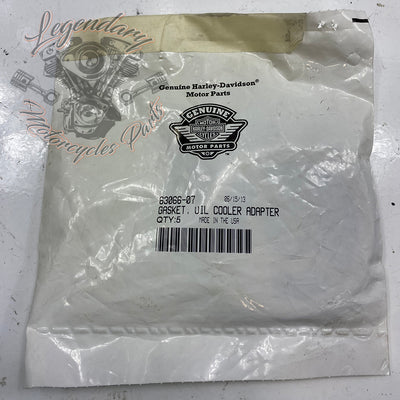 Legendary
Motorcycles Parts
Genuine Harley-Davidson®
Motor Parts
GENUINE
MOTOR
HARLEY-DAVIDSON
CYCLES
MOTOR PARTS
63066-07 06/15/13
GASKET, OIL COOLER ADAPTER
QTY:5 MADE IN THE USA